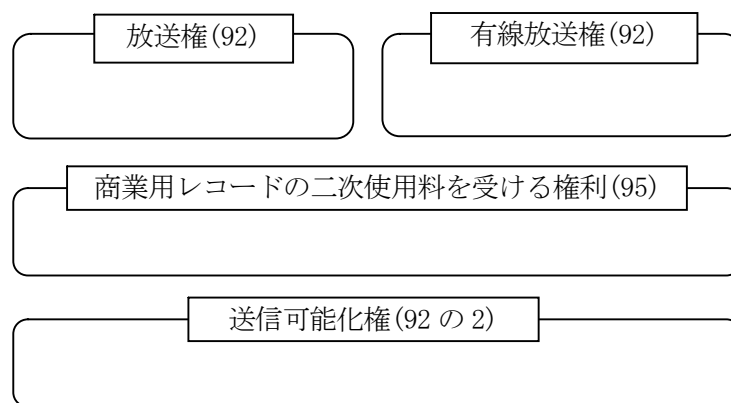 放送権(92)
有線放送権(92)
商業用レコードの二次使用料を受ける権利(95)
送信可能化権(92 の 2)